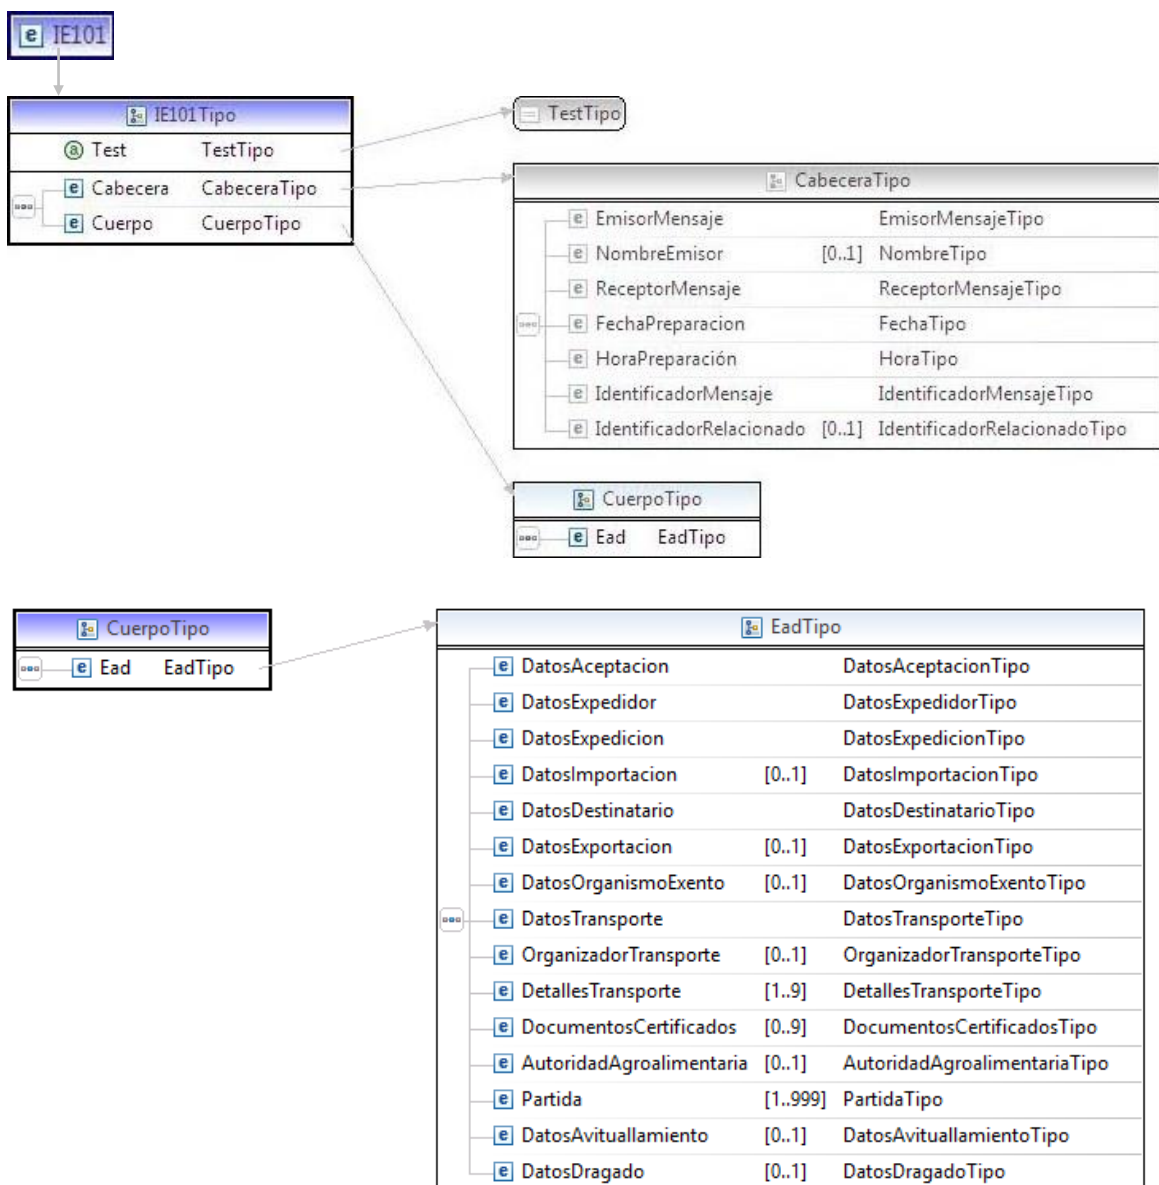 e IE101
IE101Tipo
a Test TestTipo
e Cabecera CabeceraTipo
e Cuerpo CuerpoTipo
TestTipo
CabeceraTipo
e EmisorMensaje EmisorMensajeTipo
e NombreEmisor [0..1] NombreTipo
e ReceptorMensaje ReceptorMensajeTipo
e FechaPreparacion FechaTipo
e HoraPreparación HoraTipo
e IdentificadorMensaje IdentificadorMensajeTipo
e IdentificadorRelacionado [0..1] IdentificadorRelacionadoTipo
CuerpoTipo
e Ead EadTipo
CuerpoTipo
e Ead EadTipo
EadTipo
e DatosAceptacion DatosAceptacionTipo
e DatosExpedidor DatosExpedidorTipo
e DatosExpedicion DatosExpedicionTipo
e DatosImportacion [0..1] DatosImportacionTipo
e DatosDestinatario DatosDestinatarioTipo
e DatosExportacion [0..1] DatosExportacionTipo
e DatosOrganismoExento [0..1] DatosOrganismoExentoTipo
e DatosTransporte DatosTransporteTipo
e OrganizadorTransporte [0..1] OrganizadorTransporteTipo
e DetallesTransporte [1..9] DetallesTransporteTipo
e DocumentosCertificados [0..9] DocumentosCertificadosTipo
e AutoridadAgroalimentaria [0..1] AutoridadAgroalimentariaTipo
e Partida [1..999] PartidaTipo
e DatosAvituallamiento [0..1] DatosAvituallamientoTipo
e DatosDragado [0..1] DatosDragadoTipo